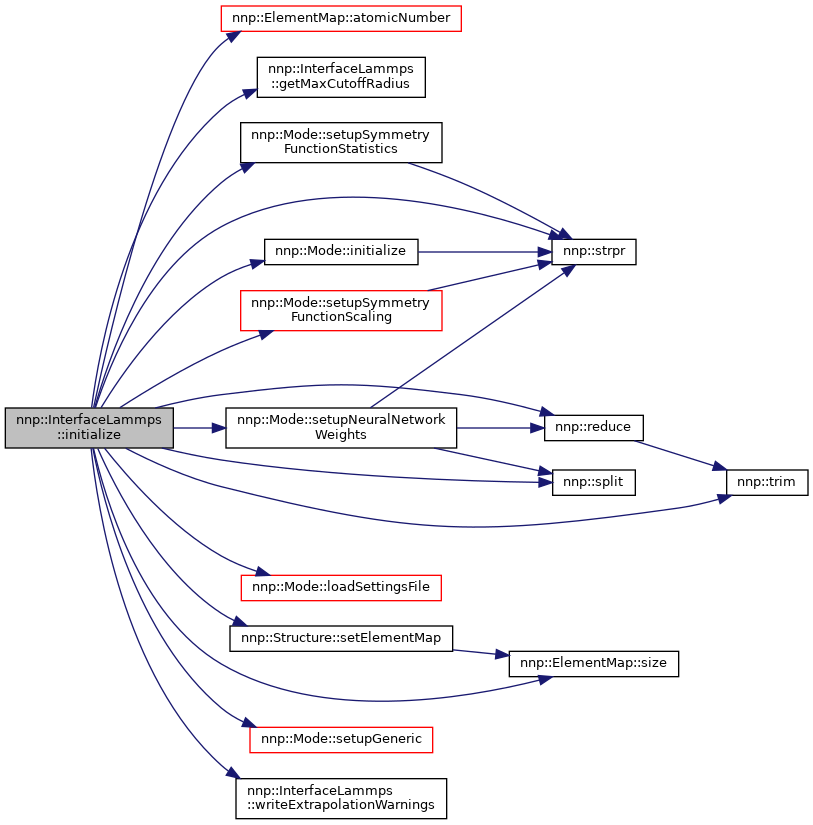 nnp::ElementMap::atomicNumber
nnp::InterfaceLammps
::getMaxCutoffRadius
nnp::Mode::setupSymmetry
FunctionStatistics
nnp::strpr
nnp::Mode::initialize
nnp::Mode::setupSymmetry
FunctionScaling
nnp::InterfaceLammps
::initialize
nnp::Mode::setupNeuralNetwork
Weights
nnp::reduce
nnp::split
nnp::trim
nnp::Mode::loadSettingsFile
nnp::Structure::setElementMap
nnp::ElementMap::size
nnp::Mode::setupGeneric
nnp::InterfaceLammps
::writeExtrapolationWarnings